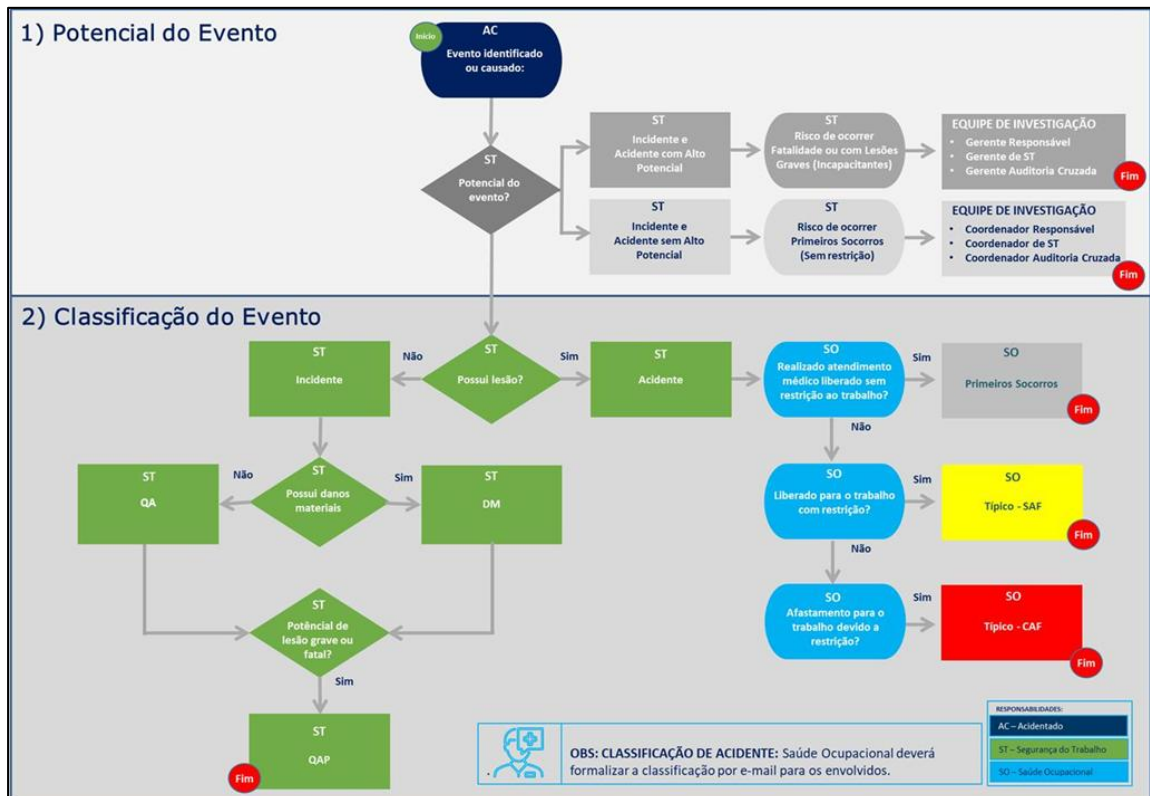 1) Potencial do Evento
Início
AC
Evento identificado
ou causado:
ST
Potencial do
evento?
ST
Incidente e
Acidente com Alto
Potencial
ST
Risco de ocorrer
Fatalidade ou com Lesões
Graves (Incapacitantes)
EQUIPE DE INVESTIGAÇÃO
• Gerente Responsável
• Gerente de ST
• Gerente Auditoria Cruzada
Fim
ST
Incidente e
Acidente sem Alto
Potencial
ST
Risco de ocorrer
Primeiros Socorros
(Sem restrição)
EQUIPE DE INVESTIGAÇÃO
• Coordenador Responsável
• Coordenador de ST
• Coordenador Auditoria Cruzada
Fim
2) Classificação do Evento
ST
Incidente
Não
ST
Possui lesão?
Sim
ST
Acidente
SO
Realizado atendimento
médico liberado sem
restrição ao trabalho?
Sim
SO
Primeiros Socorros
Fim
Não
ST
QA
Não
ST
Possui danos
materiais
Sim
ST
DM
SO
Liberado para o trabalho
com restrição?
Sim
SO
Típico - SAF
Fim
Não
ST
Potêncial de
lesão grave ou
fatal?
Sim
SO
Afastamento para o
trabalho devido a
restrição?
Sim
SO
Típico - CAF
Fim
ST
QAP
Fim
OBS: CLASSIFICAÇÃO DE ACIDENTE: Saúde Ocupacional deverá
formalizar a classificação por e-mail para os envolvidos.
RESPONSABILIDADES:
AC – Acidentado
ST – Segurança do Trabalho
SO – Saúde Ocupacional